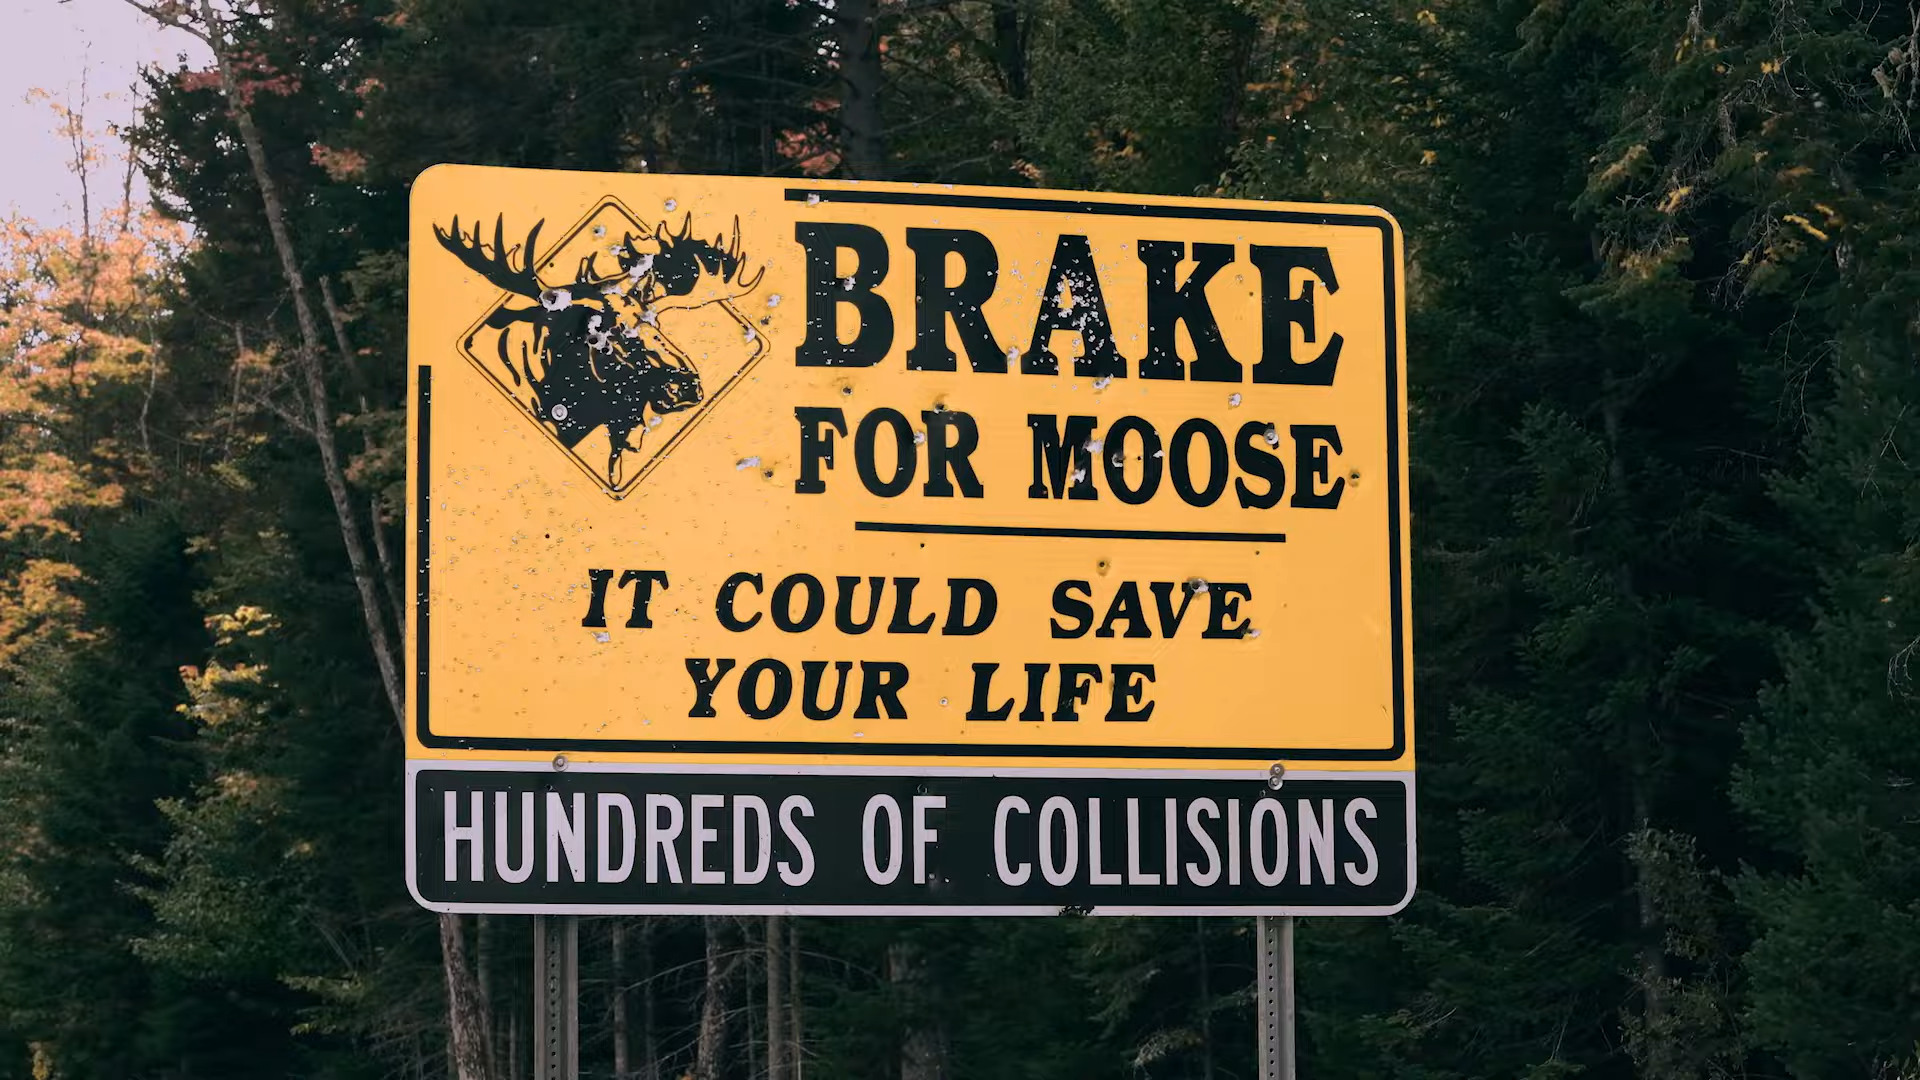 BRAKE
FOR MOOSE
IT COULD SAVE
YOUR LIFE
HUNDREDS OF COLLISIONS